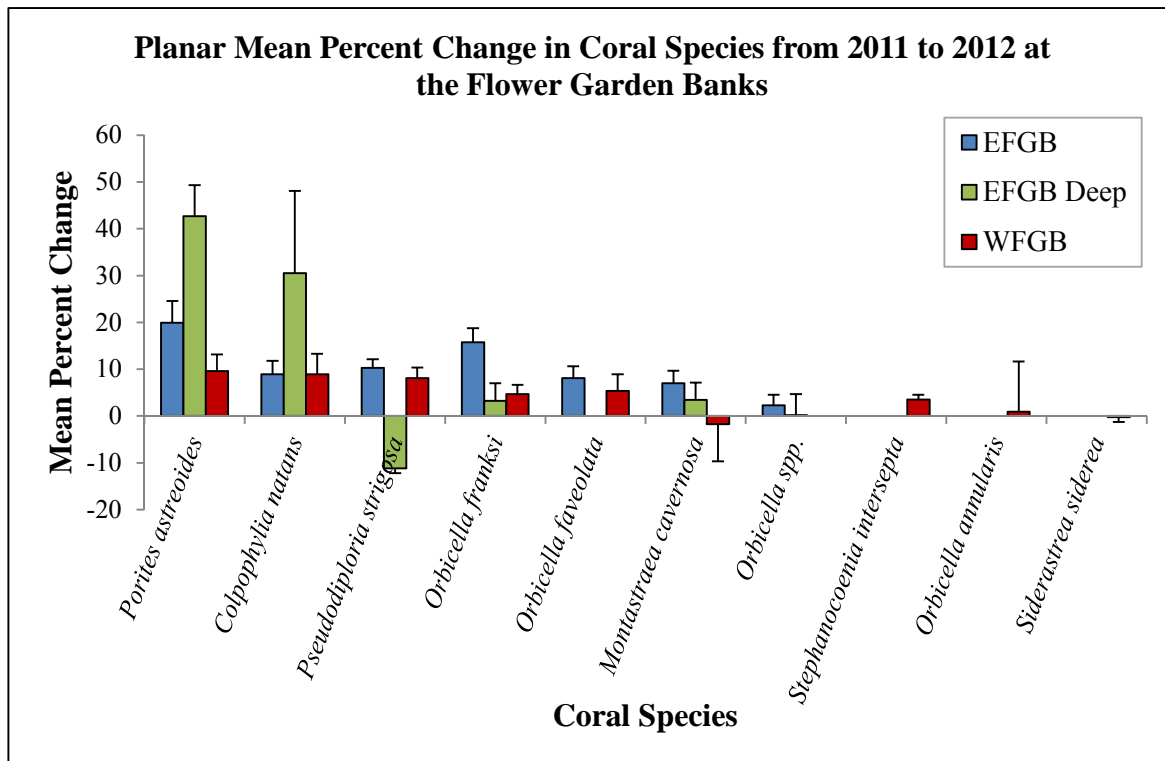 Planar Mean Percent Change in Coral Species from 2011 to 2012 at
the Flower Garden Banks
60
50
40
30
20
10
0
-10
-20
Mean Percent Change
EFGB
EFGB Deep
WFGB
Porites astreoides
Colpophylia natans
Pseudodiploria strigosa
Orbicella franksi
Orbicella faveolata
Montastraea cavernosa
Orbicella spp.
Stephanocoenia intersepta
Orbicella annularis
Siderastrea siderea
Coral Species